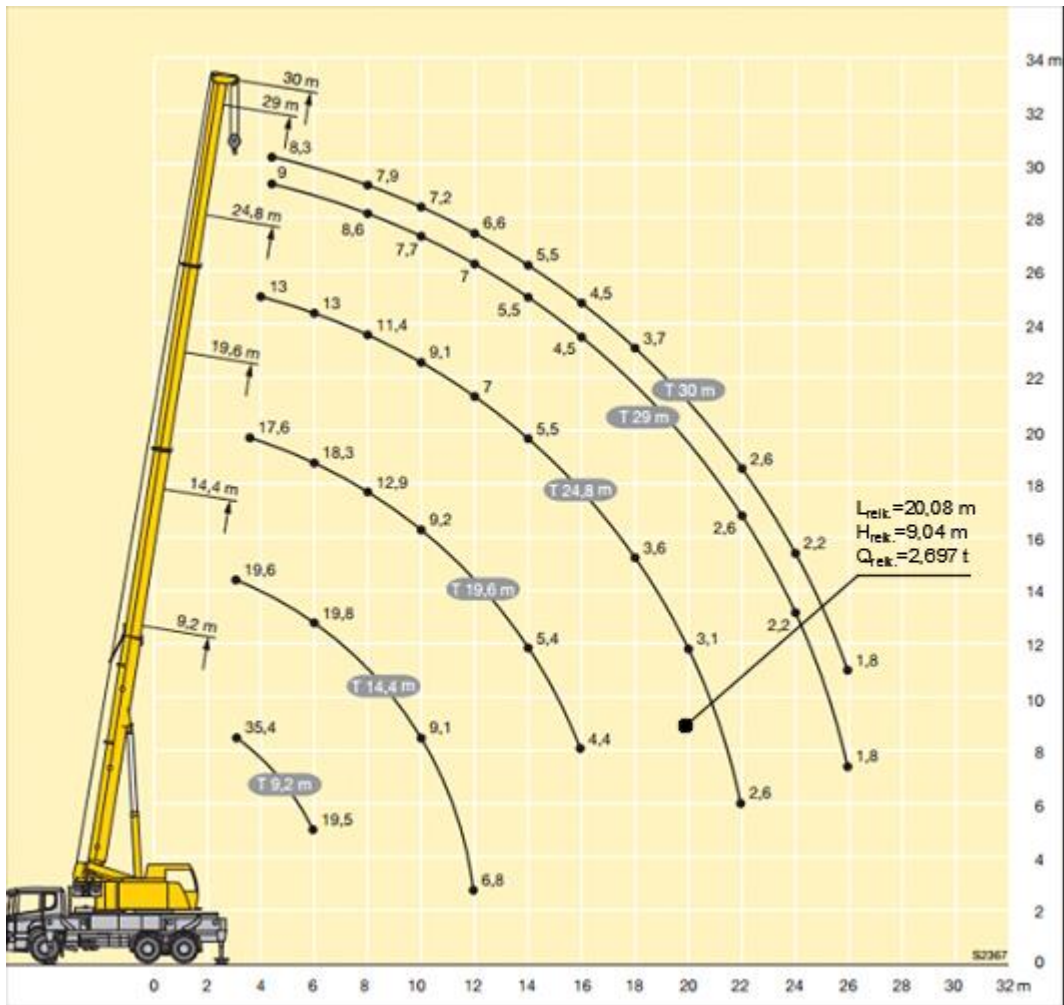 34 m
32
30
28
26
24
22
20
18
16
14
12
10
8
6
4
2
0
30 m
29 m
24,8 m
19,6 m
14,4 m
9,2 m
8,3 7,9 7,2 6,6 5,5 4,5 3,7 2,6 2,2 1,8
T 30 m
9 8,6 7,7 7 5,5 4,5 2,6 2,2 1,8
T 29 m
13 13 11,4 9,1 7 5,5 3,6 3,1 2,6
T 24,8 m
17,6 18,3 12,9 9,2 5,4 4,4
T 19,6 m
19,6 19,8 9,1 6,8
T 14,4 m
35,4 19,5
T 9,2 m
Lreik.=20,08 m
Hreik.=9,04 m
Qreik.=2,697 t
S2367
0 2 4 6 8 10 12 14 16 18 20 22 24 26 28 30 32 m